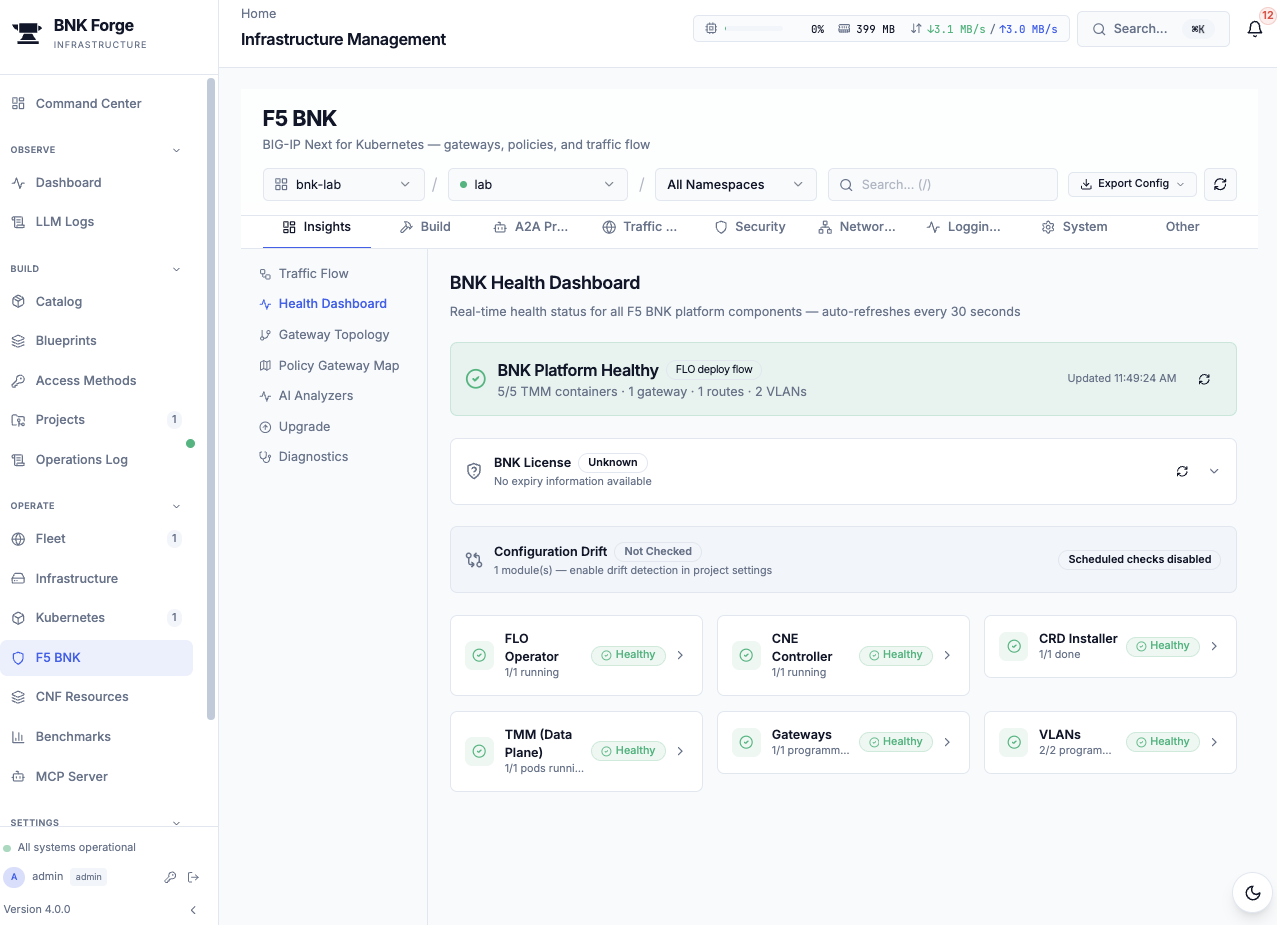 BNK Forge
INFRASTRUCTURE
Command Center
OBSERVE
Dashboard
LLM Logs
BUILD
Catalog
Blueprints
Access Methods
Projects 1
Operations Log
OPERATE
Fleet 1
Infrastructure
Kubernetes 1
F5 BNK
CNF Resources
Benchmarks
MCP Server
SETTINGS
All systems operational
A admin admin
Version 4.0.0
Home
Infrastructure Management
0% 399 MB ↓3.1 MB/s / ↑3.0 MB/s
Search... ⌘K
12
F5 BNK
BIG-IP Next for Kubernetes — gateways, policies, and traffic flow
bnk-lab / lab / All Namespaces
Search... (/)
Export Config
Insights Build A2A Pr... Traffic ... Security Networ... Loggin... System Other
Traffic Flow
Health Dashboard
Gateway Topology
Policy Gateway Map
AI Analyzers
Upgrade
Diagnostics
BNK Health Dashboard
Real-time health status for all F5 BNK platform components — auto-refreshes every 30 seconds
BNK Platform Healthy FLO deploy flow
5/5 TMM containers · 1 gateway · 1 routes · 2 VLANs
Updated 11:49:24 AM
BNK License Unknown
No expiry information available
Configuration Drift Not Checked
1 module(s) — enable drift detection in project settings
Scheduled checks disabled
FLO
Operator
1/1 running
Healthy
CNE
Controller
1/1 running
Healthy
CRD Installer
1/1 done
Healthy
TMM (Data
Plane)
1/1 pods runni...
Healthy
Gateways
1/1 programm...
Healthy
VLANs
2/2 program...
Healthy